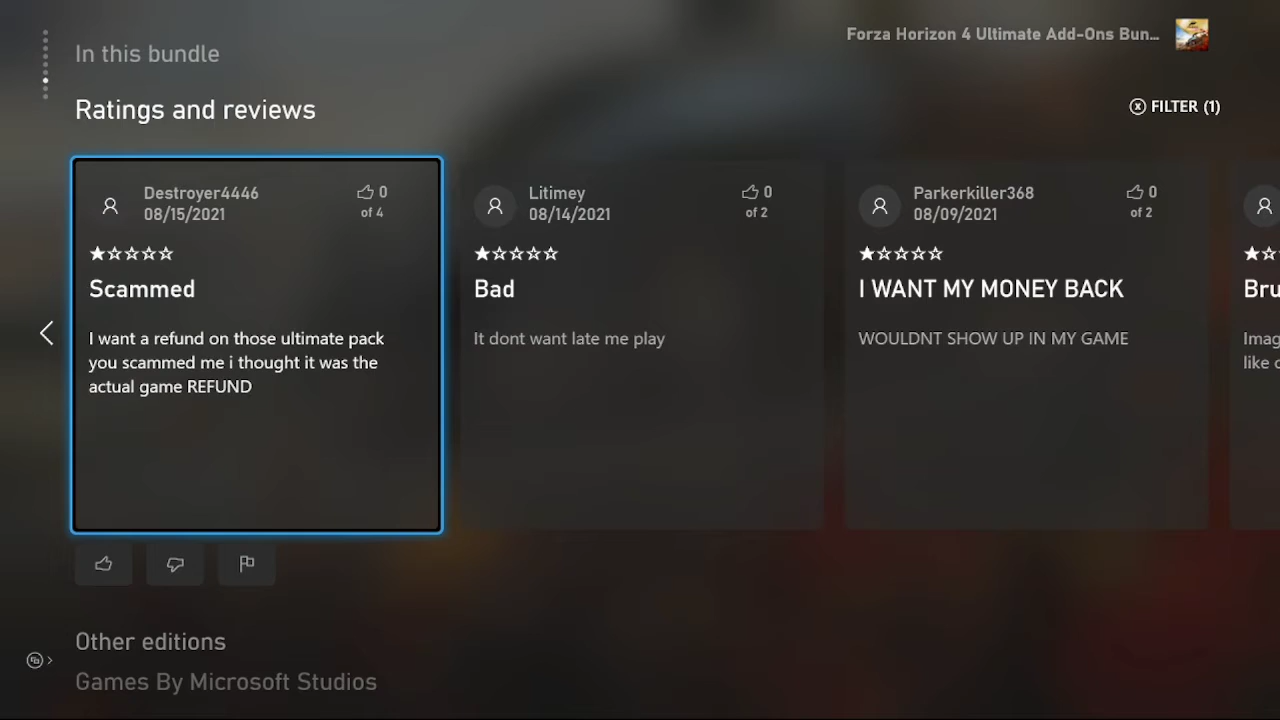 Forza Horizon 4 Ultimate Add-Ons Bun...
In this bundle
Ratings and reviews
FILTER (1)
Destroyer4446
08/15/2021
0
of 4
Scammed
I want a refund on those ultimate pack
you scammed me i thought it was the
actual game REFUND
Litimey
08/14/2021
0
of 2
Bad
It dont want late me play
Parkerkiller368
08/09/2021
0
of 2
I WANT MY MONEY BACK
WOULDNT SHOW UP IN MY GAME
Bru
Imag
like c
Other editions
Games By Microsoft Studios